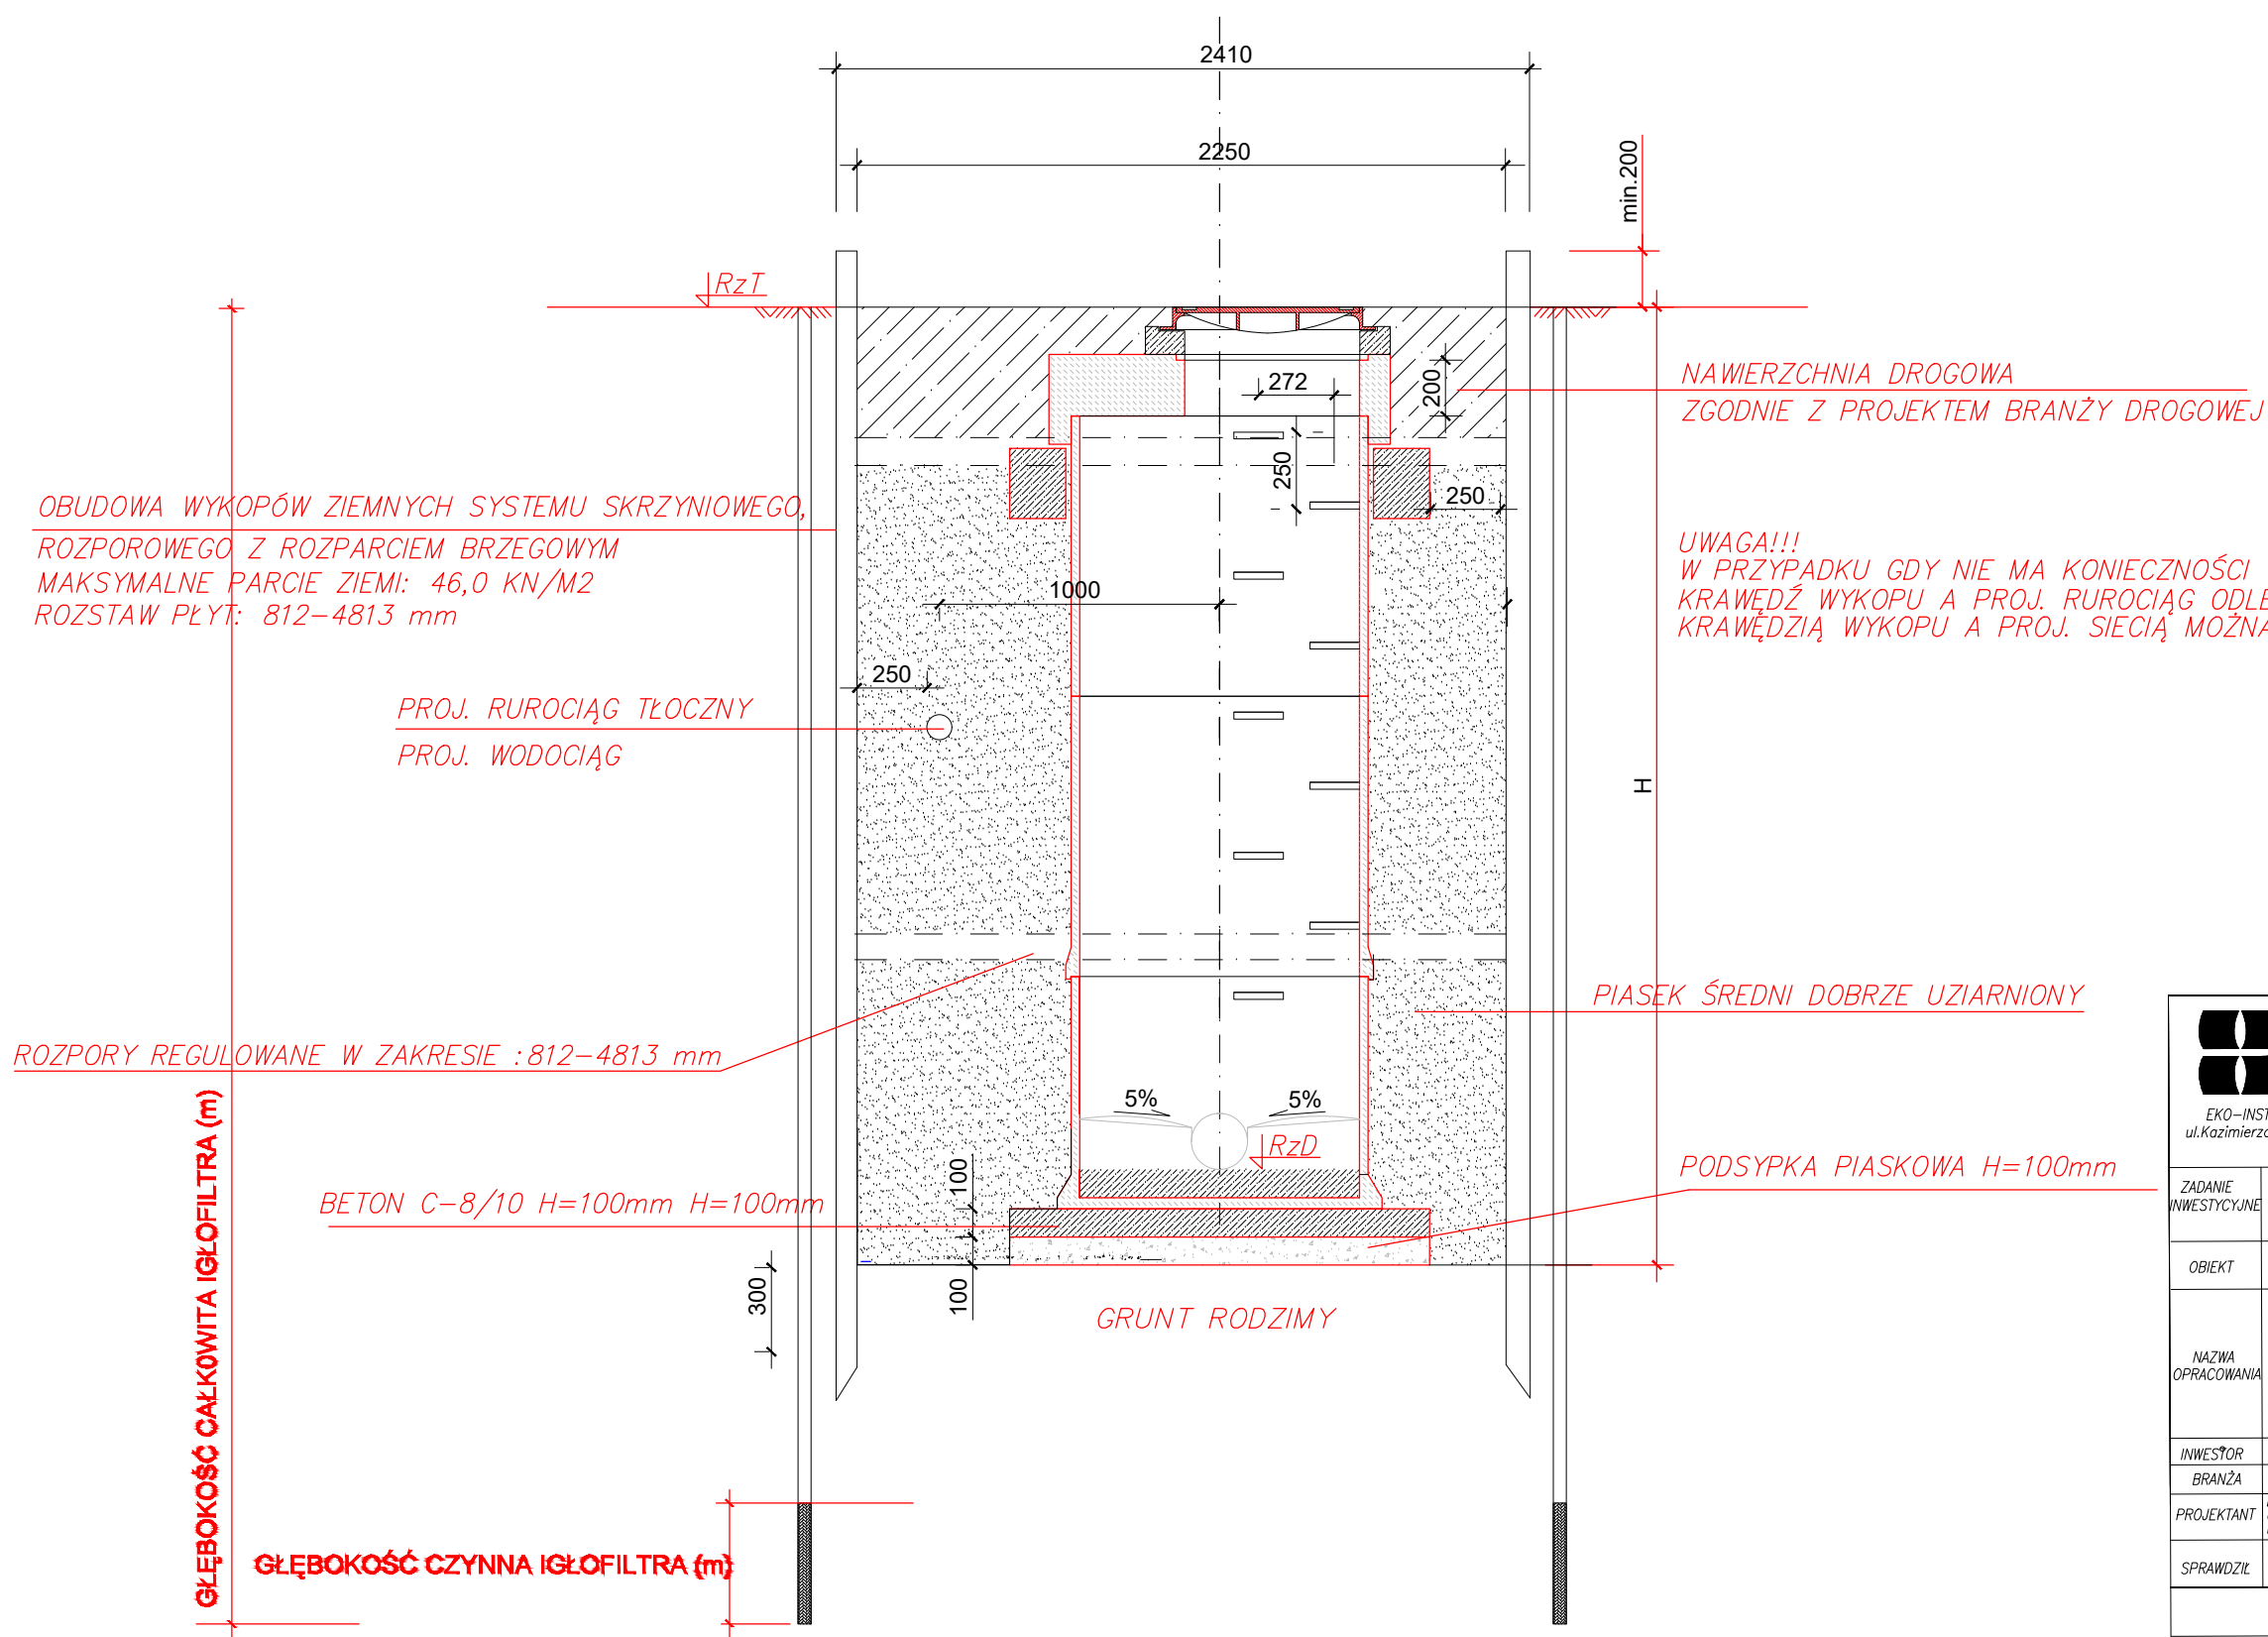 2410
2250
min.200
RzT
272
200
NAWIERZCHNIA DROGOWA
ZGODNIE Z PROJEKTEM BRANŻY DROGOWEJ
250
250
OBUDOWA WYKOPÓW ZIEMNYCH SYSTEMU SKRZYNIOWEGO,
ROZPOROWEGO Z ROZPARCIEM BRZEGOWYM
MAKSYMALNE PARCIE ZIEMI: 46,0 KN/M2
ROZSTAW PŁYT: 812-4813 mm
UWAGA!!!
W PRZYPADKU GDY NIE MA KONIECZNOŚCI
KRAWĘDŹ WYKOPU A PROJ. RUROCIĄG
KRAWĘDZIĄ WYKOPU A PROJ. SIECIĄ MOŻNA
1000
250
PROJ. RUROCIĄG TŁOCZNY
PROJ. WODOCIĄG
H
PIASEK ŚREDNI DOBRZE UZIARNIONY
ROZPORY REGULOWANE W ZAKRESIE :812-4813 mm
5%
5%
RzD
100
PODSYPKA PIASKOWA H=100mm
BETON C-8/10 H=100mm H=100mm
300
100
GRUNT RODZIMY
GŁĘBOKOŚĆ CAŁKOWITA IGŁOFILTRA (m)
GŁĘBOKOŚĆ CZYNNA IGŁOFILTRA (m)
EKO-INST
ul.Kazimierza
ZADANIE
INWESTYCYJNE
OBIEKT
NAZWA
OPRACOWANIA
INWESTOR
BRANŻA
PROJEKTANT
SPRAWDZIŁ